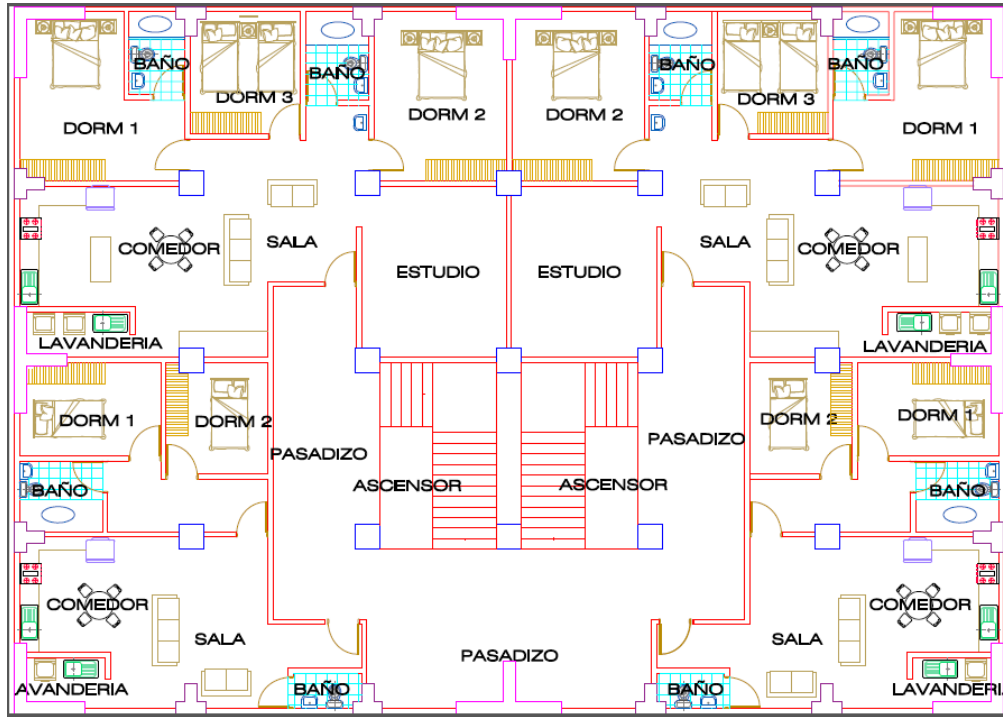 BAÑO
BAÑO
BAÑO
BAÑO
DORM 3
DORM 3
DORM 1
DORM 2
DORM 2
DORM 1
COMEDOR
SALA
SALA
COMEDOR
ESTUDIO
ESTUDIO
LAVANDERIA
LAVANDERIA
DORM 1
DORM 2
DORM 2
DORM 1
PASADIZO
PASADIZO
ASCENSOR
ASCENSOR
BAÑO
BAÑO
COMEDOR
COMEDOR
SALA
SALA
PASADIZO
AVANDERIA
BAÑO
BAÑO
LAVANDERIA